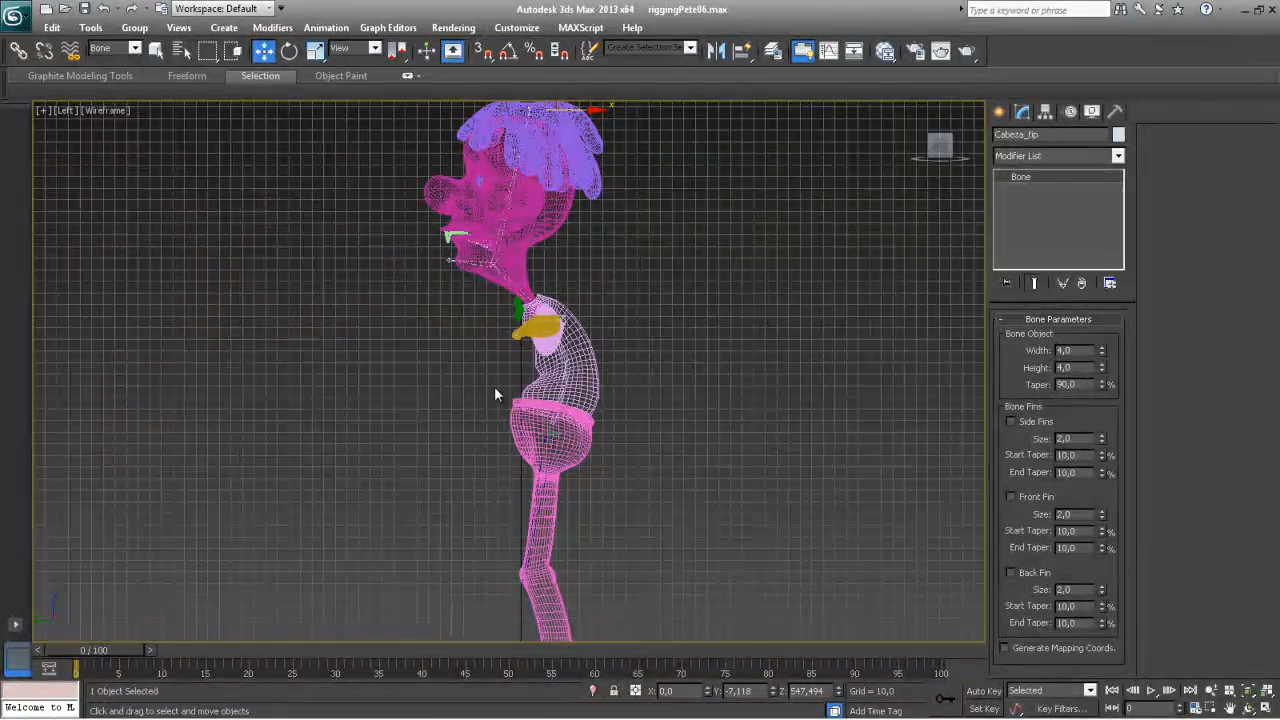 Workspace: Default
Autodesk 3ds Max 2013 x64
riggingPete06.max
Type a keyword or phrase
Edit Tools Group Views Create Modifiers Animation Graph Editors Rendering Customize MAXScript Help
Bone
View
Create Selection Se
Graphite Modeling Tools Freeform Selection Object Paint
[+] [Left] [Wireframe]
x
Cabeza_tip
Modifier List
Bone
- Bone Parameters
Bone Object
Width: 4,0
Height: 4,0
Taper: 90,0 %
Bone Fins
Side Fins
Size: 2,0
Start Taper: 10,0 %
End Taper: 10,0 %
Front Fin
Size: 2,0
Start Taper: 10,0 %
End Taper: 10,0 %
Back Fin
Size: 2,0
Start Taper: 10,0 %
End Taper: 10,0 %
Generate Mapping Coords.
< 0 / 100 >
0 5 10 15 20 25 30 35 40 45 50 55 60 65 70 75 80 85 90 95 100
1 Object Selected
X: 0,0 Y: -7,118 Z: 547,494 Grid = 10,0
Auto Key Selected
Welcome to M
Click and drag to select and move objects
Add Time Tag
Set Key Key Filters... 0